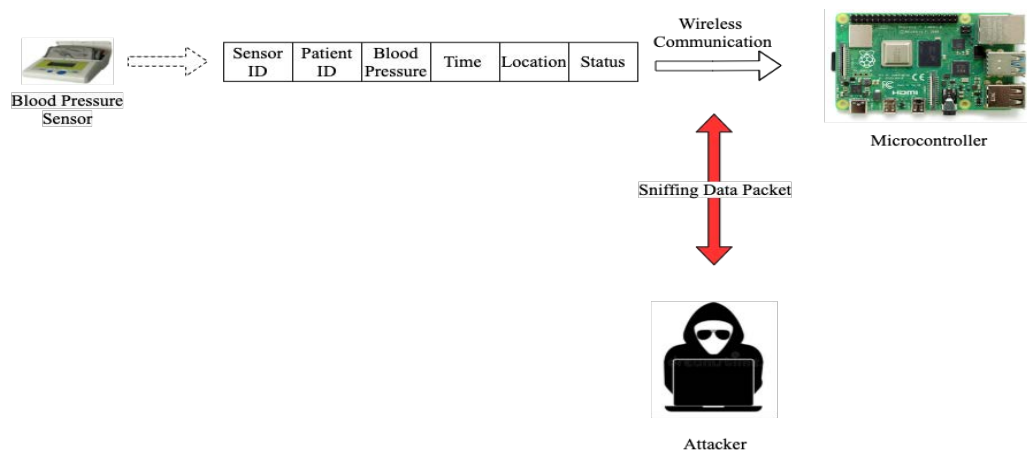 Blood Pressure
Sensor
Sensor
ID
Patient
ID
Blood
Pressure
Time
Location
Status
Wireless
Communication
HDMI
Microcontroller
Sniffing Data Packet
Attacker